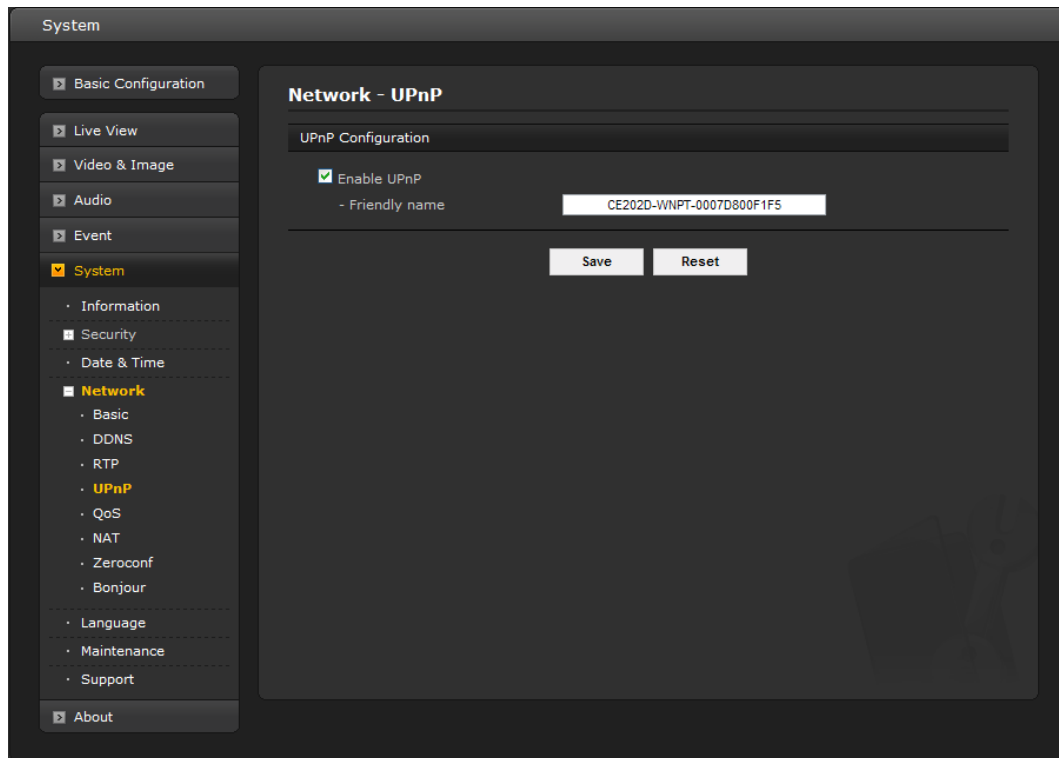 System
Basic Configuration
Live View
Video & Image
Audio
Event
System
· Information
Security
· Date & Time
Network
· Basic
· DDNS
· RTP
· UPnP
· QoS
· NAT
· Zeroconf
· Bonjour
· Language
· Maintenance
· Support
About
Network - UPnP
UPnP Configuration
Enable UPnP
- Friendly name CE202D-WNPT-0007D800F1F5
Save Reset